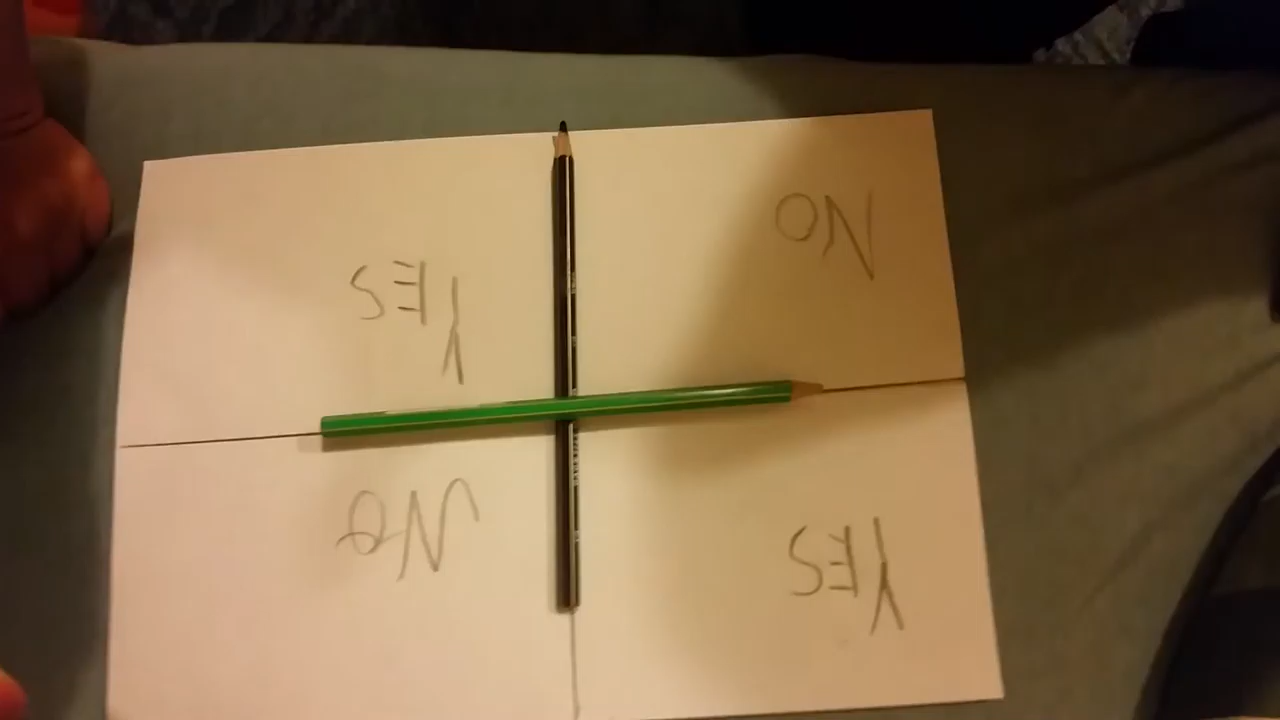 YES NO
NO YES